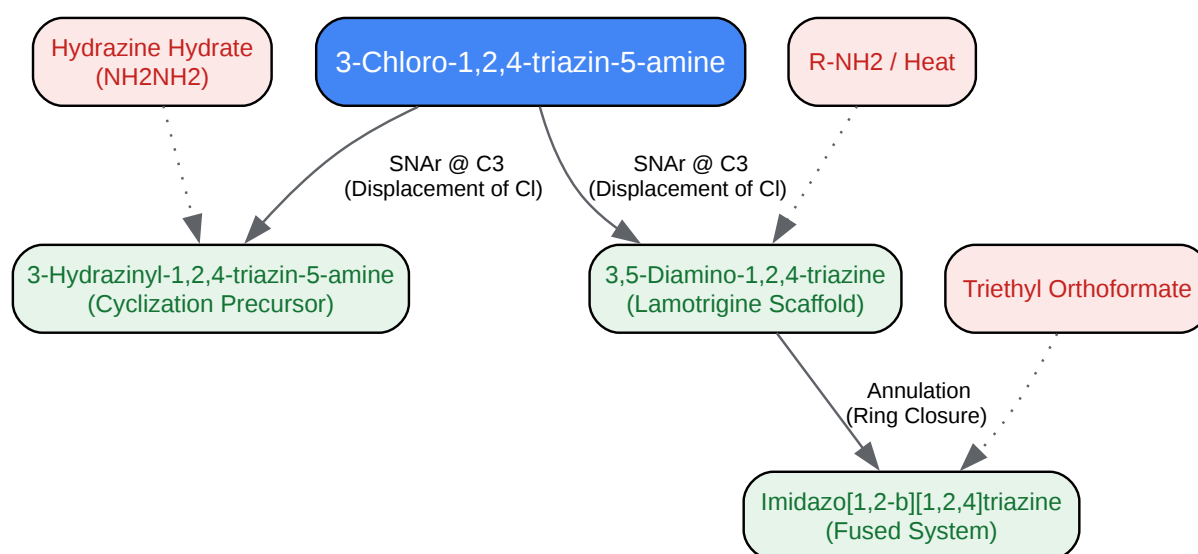 Hydrazine Hydrate
(NH2NH2)
3-Chloro-1,2,4-triazin-5-amine
R-NH2 / Heat
SNAr @ C3
(Displacement of Cl)
SNAr @ C3
(Displacement of Cl)
3-Hydrazinyl-1,2,4-triazin-5-amine
(Cyclization Precursor)
3,5-Diamino-1,2,4-triazine
(Lamotrigine Scaffold)
Triethyl Orthoformate
Annulation
(Ring Closure)
Imidazo[1,2-b][1,2,4]triazine
(Fused System)